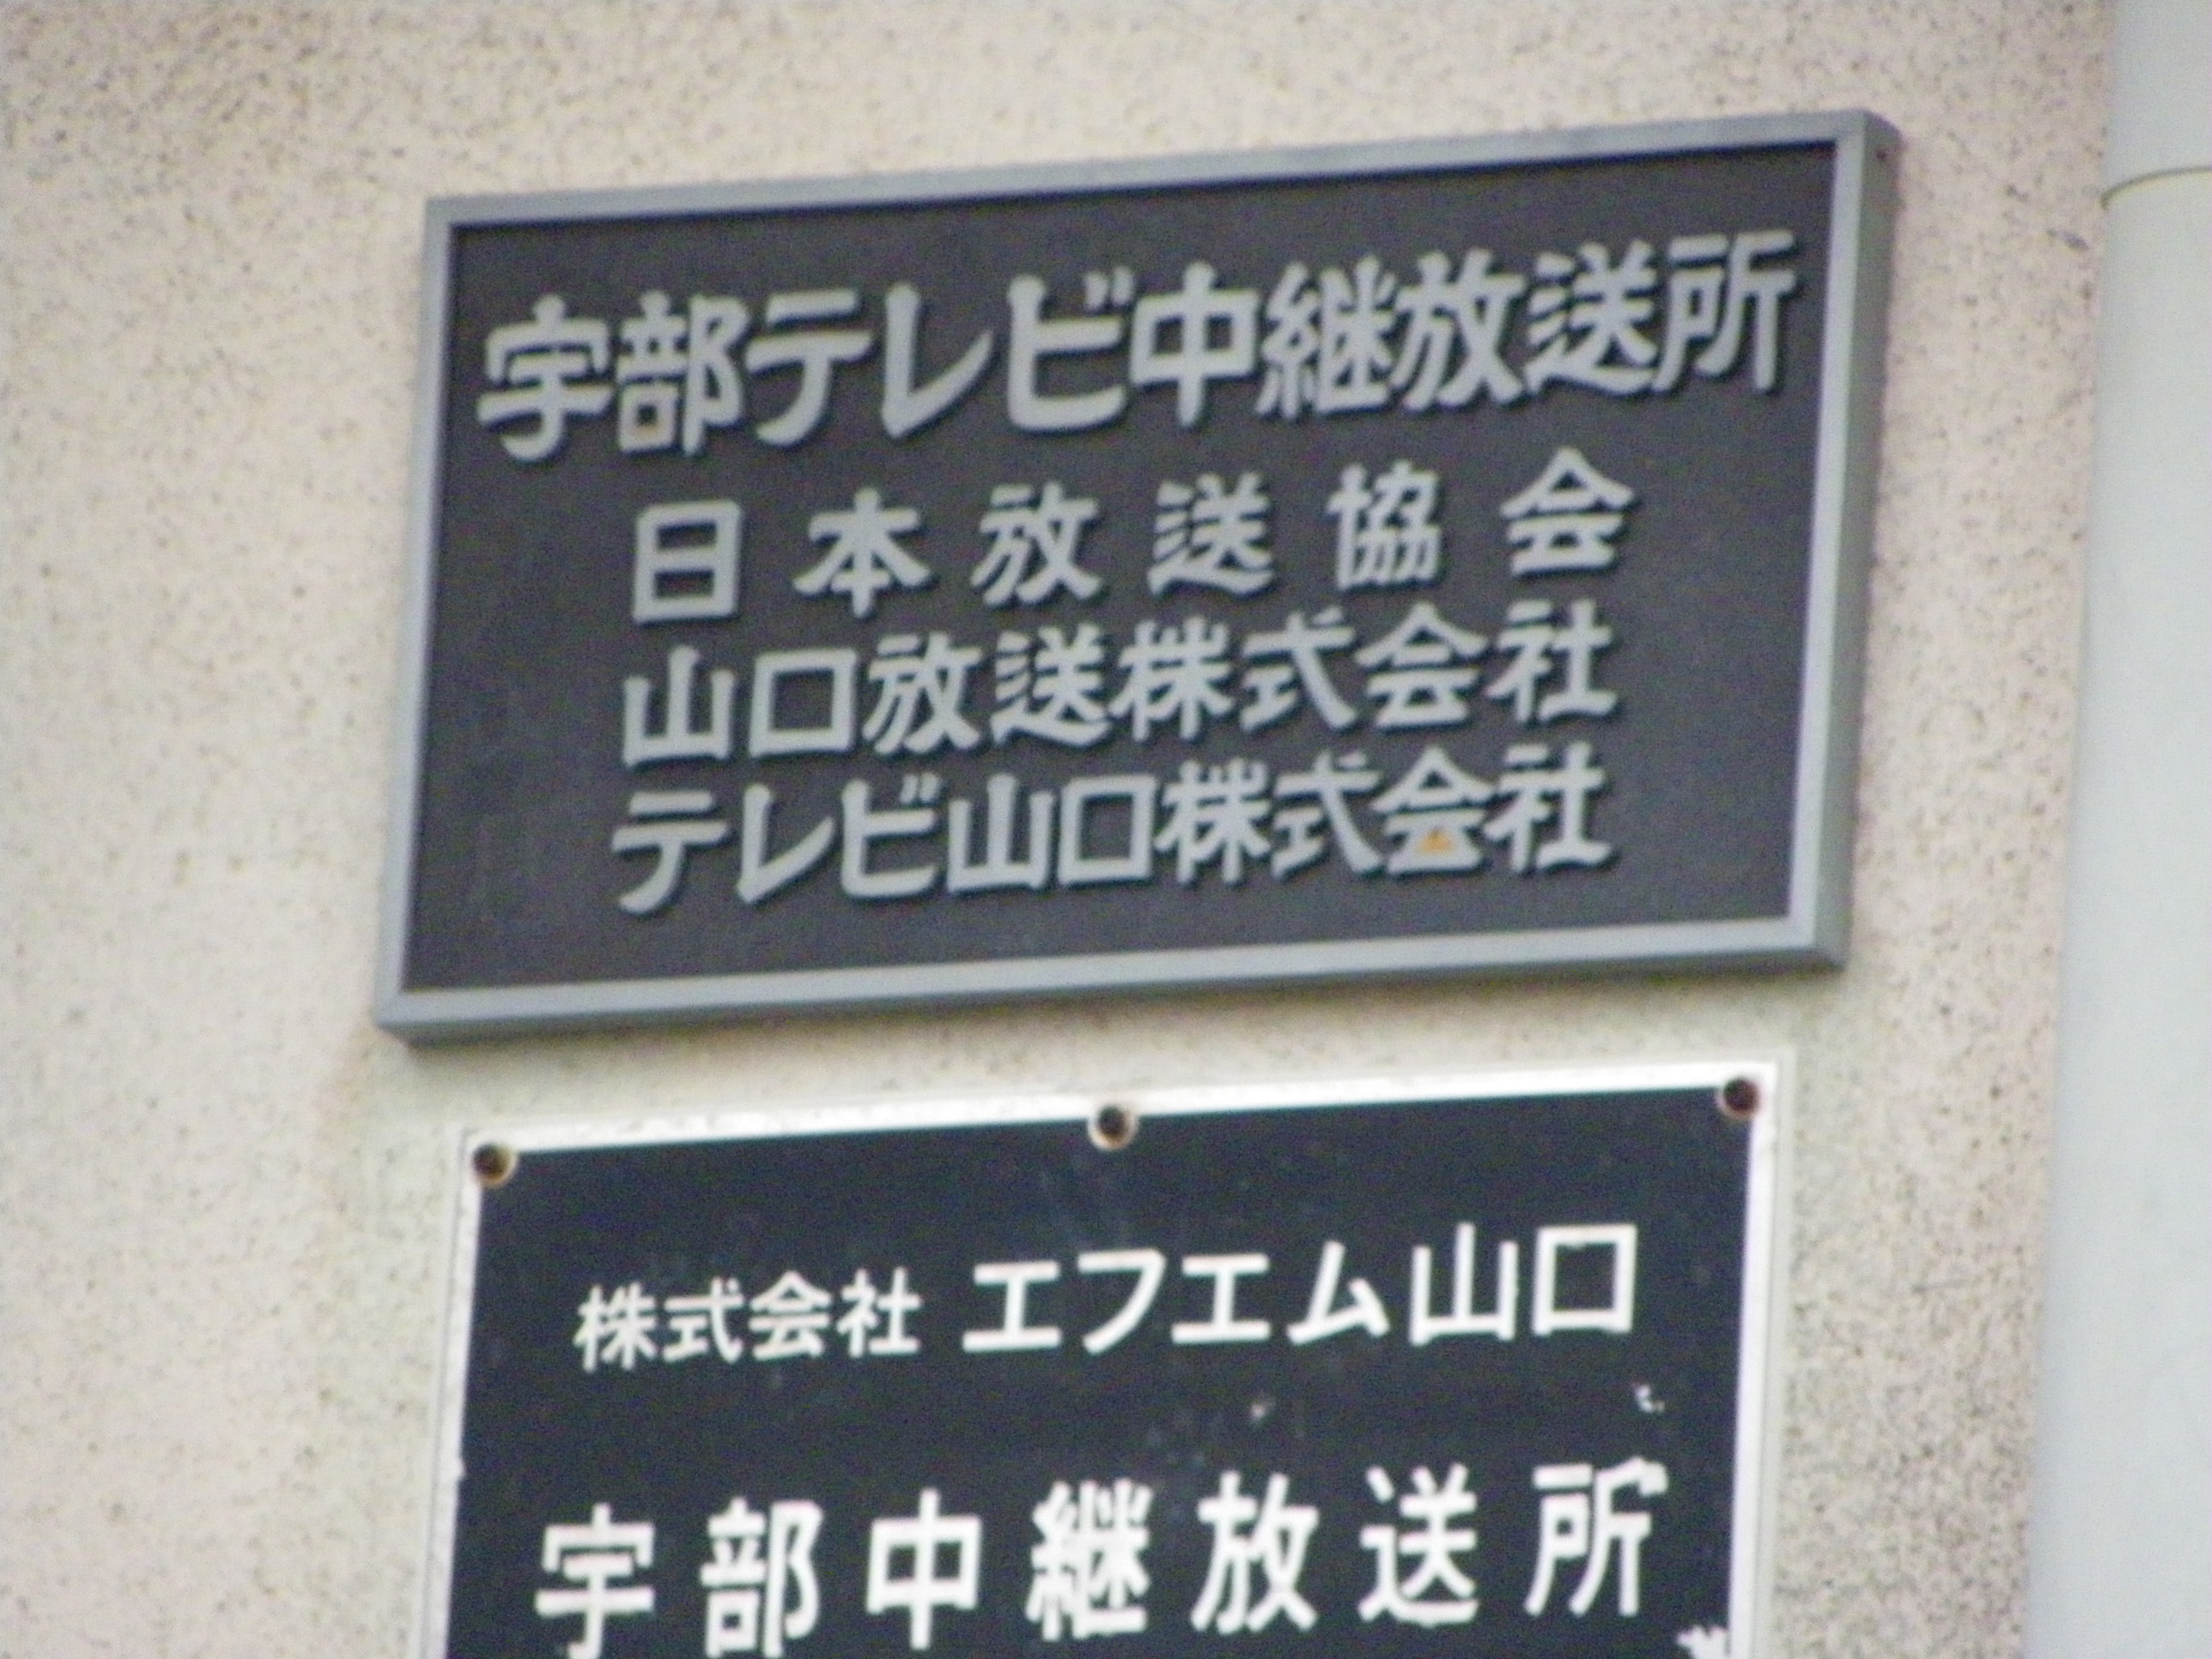 宇部テレビ中継放送所
日本放送協会
山口放送株式会社
テレビ山口株式会社
株式会社 エフエム山口
宇部中継放送所